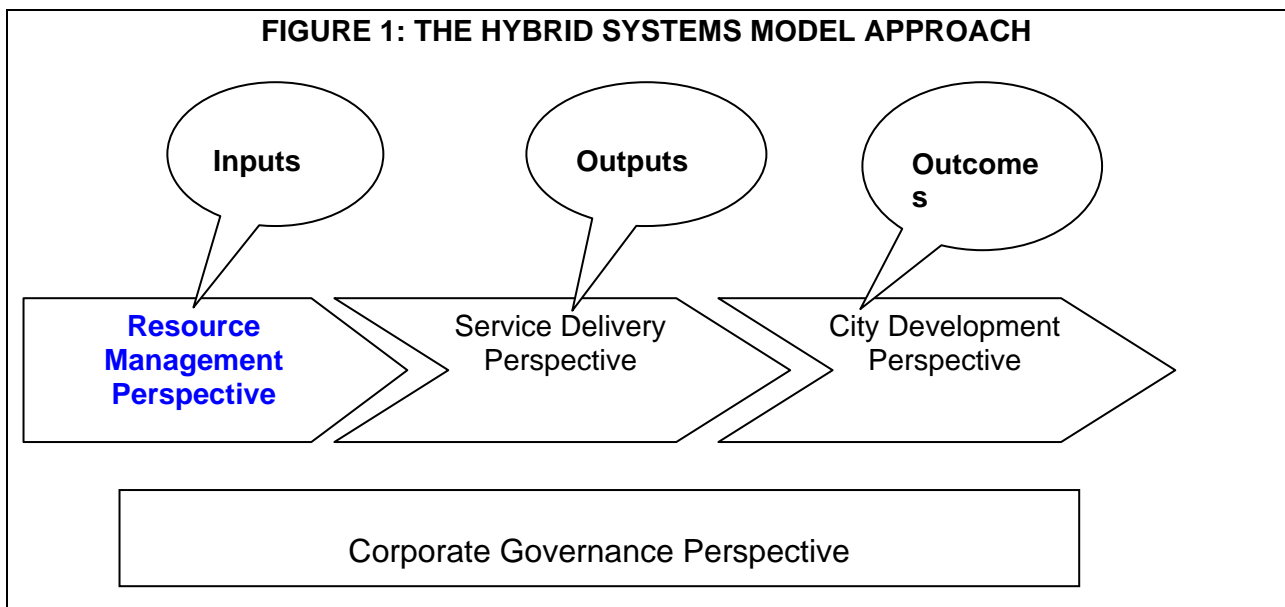 FIGURE 1: THE HYBRID SYSTEMS MODEL APPROACH
Inputs
Outputs
Outcome
s
Resource
Management
Perspective
Service Delivery
Perspective
City Development
Perspective
Corporate Governance Perspective